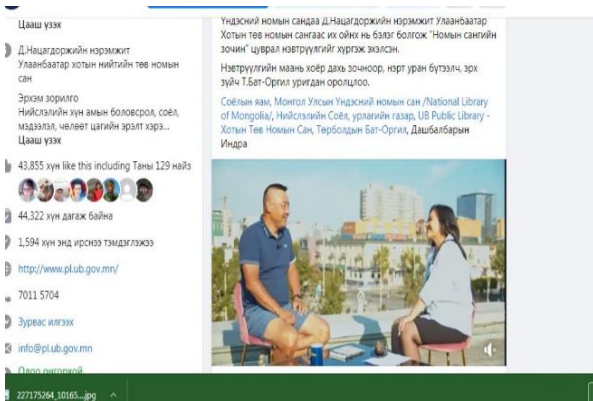 Цааш үзэх
Д.Нацагдоржийн нэрэмжит
Улаанбаатар хотын нийтийн төв номын
сан
Эрхэм зорилго
Нийслэлийн хүн амын боловсрол, соёл,
мэдээлэл, чөлөөт цагийн эрэлт хэрэ...
Цааш үзэх
43,855 хүн like this including Таны 129 найз
44,322 хүн дагаж байна
1,594 хүн энд ирснээ тэмдэглэжээ
http://www.pl.ub.gov.mn/
7011 5704
Зурвас илгээх
info@pl.ub.gov.mn
Одоо онгорхой
Үндэсний номын сандаа Д.Нацагдоржийн нэрэмжит Улаанбаатар
Хотын төв номын сангаас их ойнх нь бэлэг болгож "Номын сангийн
зочин" цуврал нэвтрүүлгийг хүргэж эхэлсэн.
Нэвтрүүлгийн маань хоёр дахь зочноор, нэрт уран бүтээлч, эрх
зүйч Т.Бат-Оргил уригдан оролцлоо.
Соёлын яам, Монгол Улсын Үндэсний номын сан /National Library
of Mongolia/, Нийслэлийн Соёл, урлагийн газар, UB Public Library -
Хотын Төв Номын Сан, Төрболдын Бат-Оргил, Дашбалбарын
Индра
227175264_10165....jpg